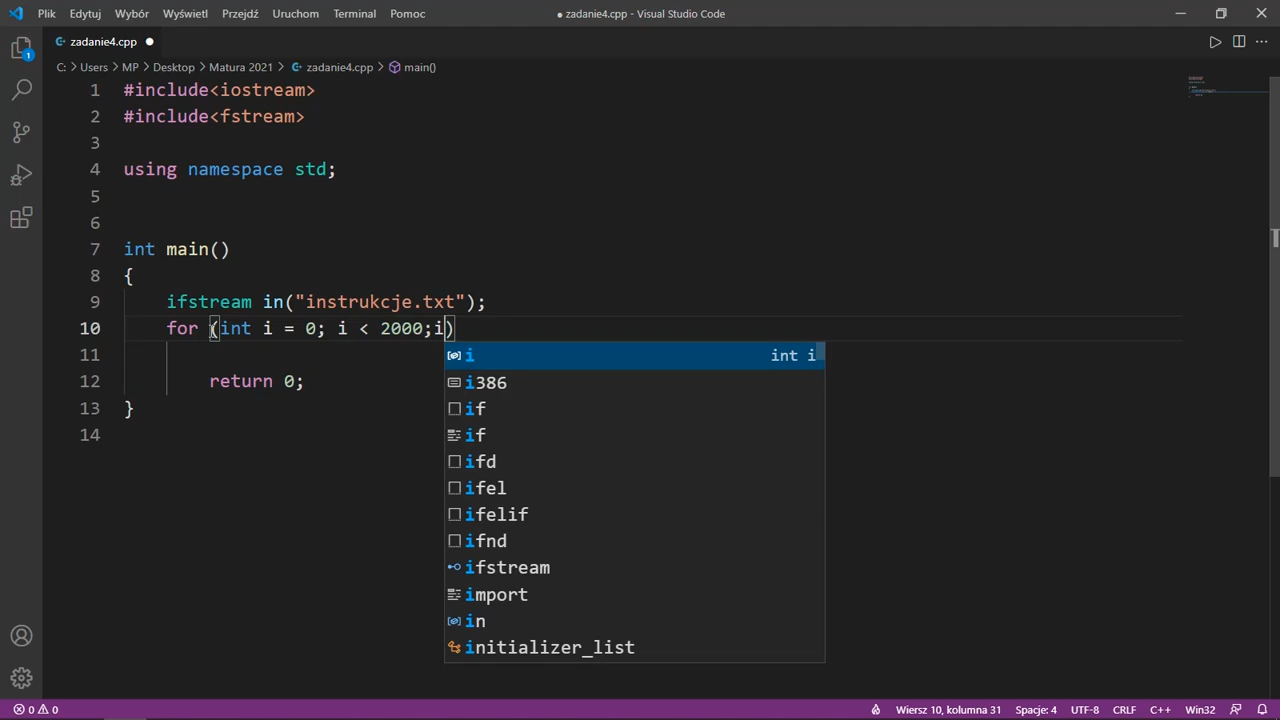 Plik Edytuj Wybór Wyświetl Przejdź Uruchom Terminal Pomoc ● zadanie4.cpp - Visual Studio Code
zadanie4.cpp
C: > Users > MP > Desktop > Matura 2021 > zadanie4.cpp > main()
1 #include<iostream>
2 #include<fstream>
3
4 using namespace std;
5
6
7 int main()
8 {
9 ifstream in("instrukcje.txt");
10 for (int i = 0; i < 2000;i)
11
12 return 0;
13 }
14
i int i
i386
if
if
ifd
ifel
ifelif
ifnd
ifstream
import
in
initializer_list
1
0 0 Wiersz 10, kolumna 31 Spacje: 4 UTF-8 CRLF C++ Win32